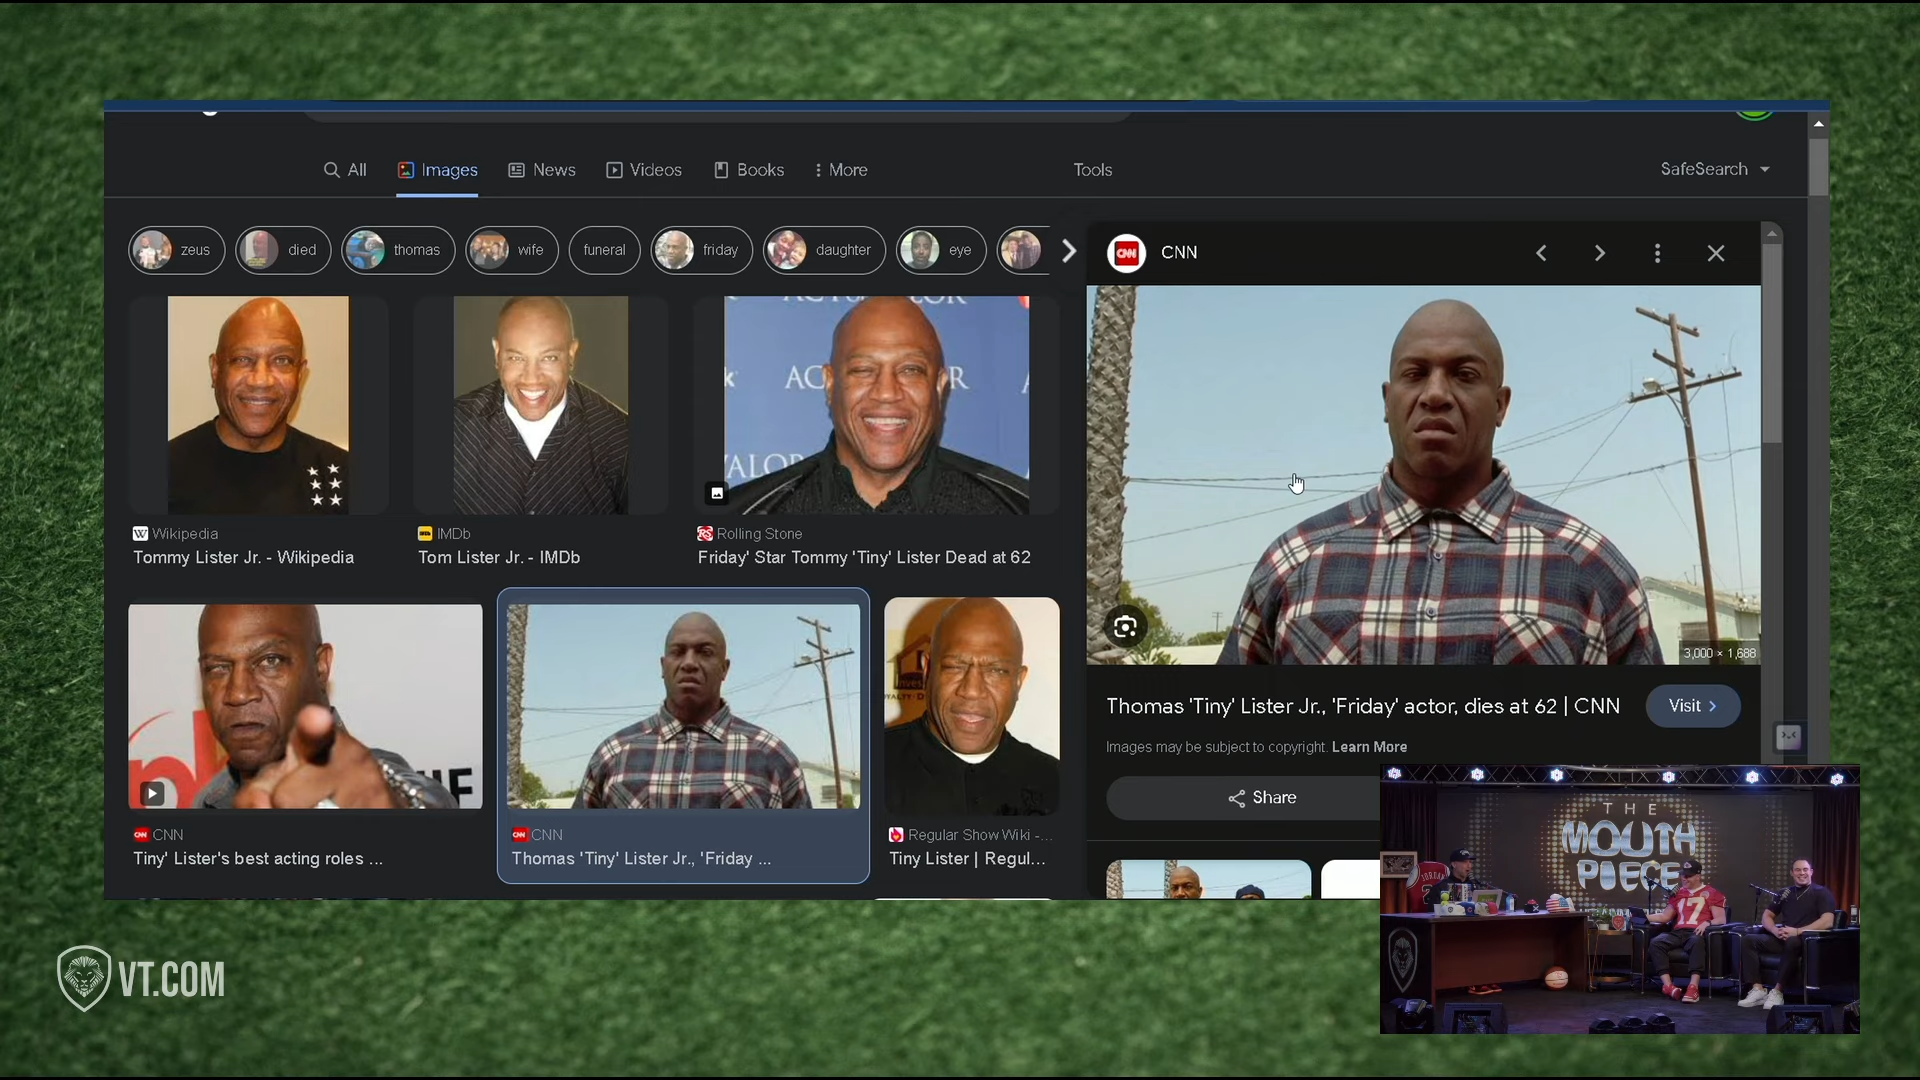 All
Images
News
Videos
Books
More
Tools
SafeSearch
zeus
died
thomas
wife
funeral
friday
daughter
eye
CNN
CNN
Wikipedia
Tommy Lister Jr. - Wikipedia
IMDb
Tom Lister Jr. - IMDb
Rolling Stone
Friday' Star Tommy 'Tiny' Lister Dead at 62
3,000 × 1,688
Thomas 'Tiny' Lister Jr., 'Friday' actor, dies at 62 | CNN
Visit
Images may be subject to copyright. Learn More
Share
CNN
Tiny' Lister's best acting roles ...
CNN
Thomas 'Tiny' Lister Jr., 'Friday ...
Regular Show Wiki -...
Tiny Lister | Regul...
THE
MOUTH
PIECE
JORDAN
17
VT.COM